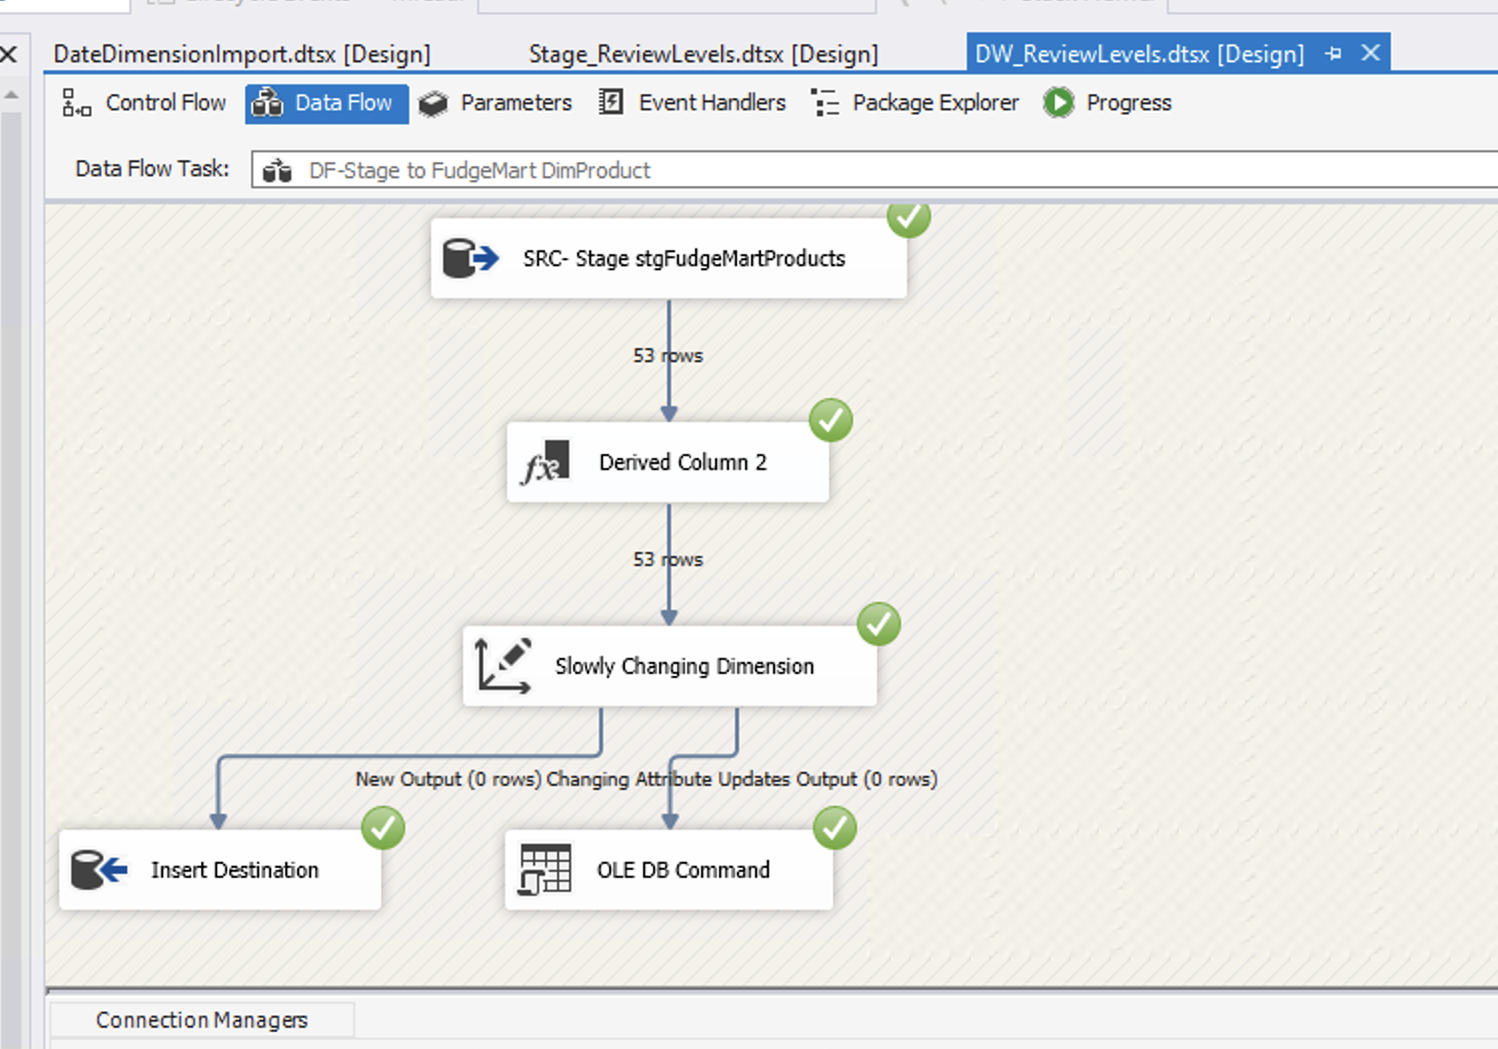 DateDimensionImport.dtsx [Design] Stage_ReviewLevels.dtsx [Design] DW_ReviewLevels.dtsx [Design]
Control Flow Data Flow Parameters Event Handlers Package Explorer Progress
Data Flow Task: DF-Stage to FudgeMart DimProduct
SRC- Stage stgFudgeMartProducts
53 rows
Derived Column 2
53 rows
Slowly Changing Dimension
New Output (0 rows) Changing Attribute Updates Output (0 rows)
Insert Destination OLE DB Command
Connection Managers